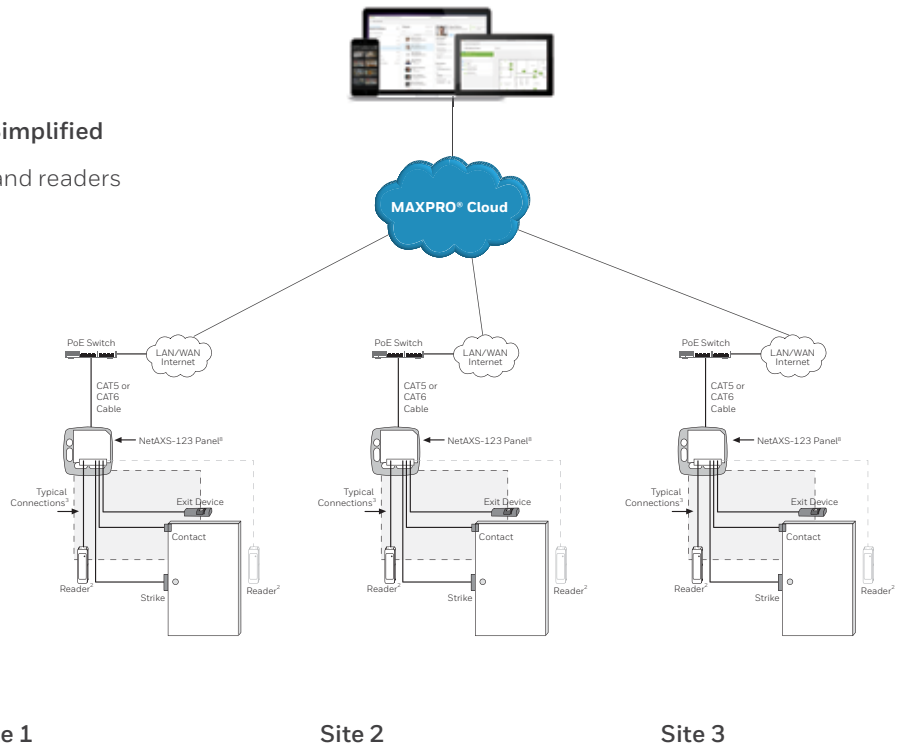 Simplified
and readers
MAXPRO® Cloud
PoE Switch
LAN/WAN
Internet
CAT5 or
CAT6
Cable
NetAXS-123 Panel⁸
Typical
Connections³
Exit Device
Contact
Reader²
Strike
Reader²
PoE Switch
LAN/WAN
Internet
CAT5 or
CAT6
Cable
NetAXS-123 Panel⁸
Typical
Connections³
Exit Device
Contact
Reader²
Strike
Reader²
PoE Switch
LAN/WAN
Internet
CAT5 or
CAT6
Cable
NetAXS-123 Panel⁸
Typical
Connections³
Exit Device
Contact
Reader²
Strike
Reader²
e 1
Site 2
Site 3